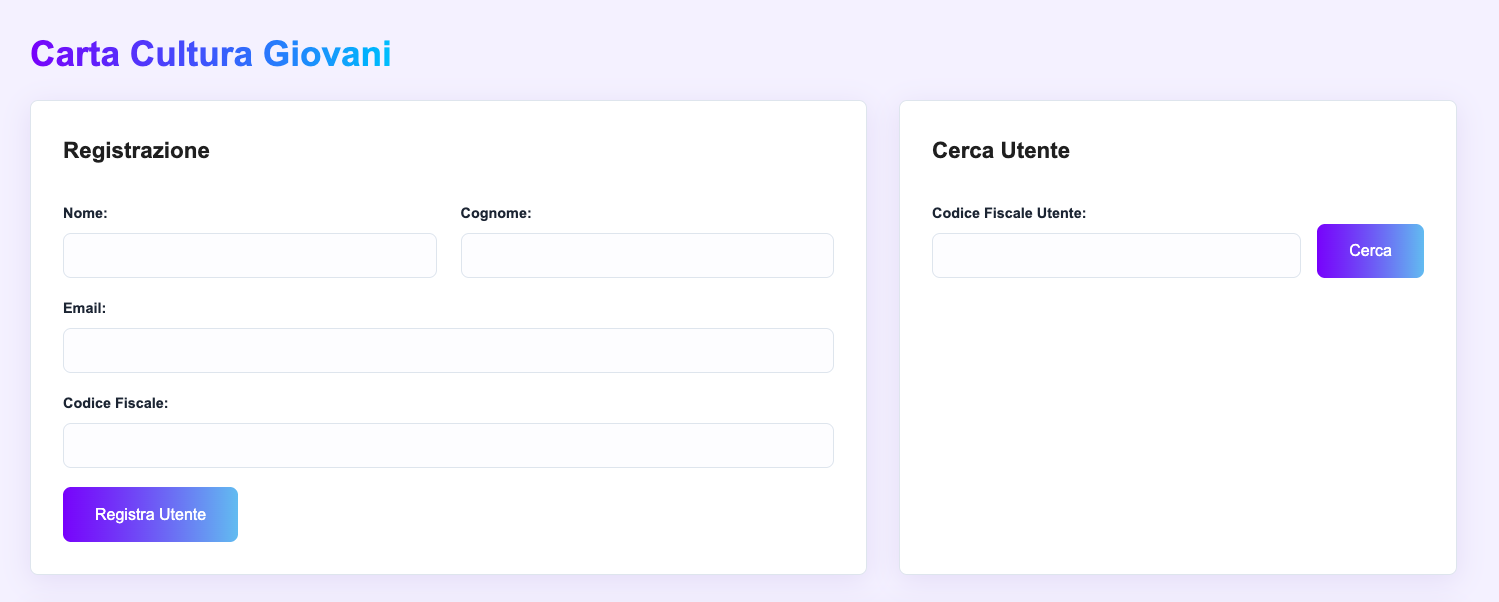 Carta Cultura Giovani
Registrazione
Nome:
Cognome:
Email:
Codice Fiscale:
Registra Utente
Cerca Utente
Codice Fiscale Utente:
Cerca